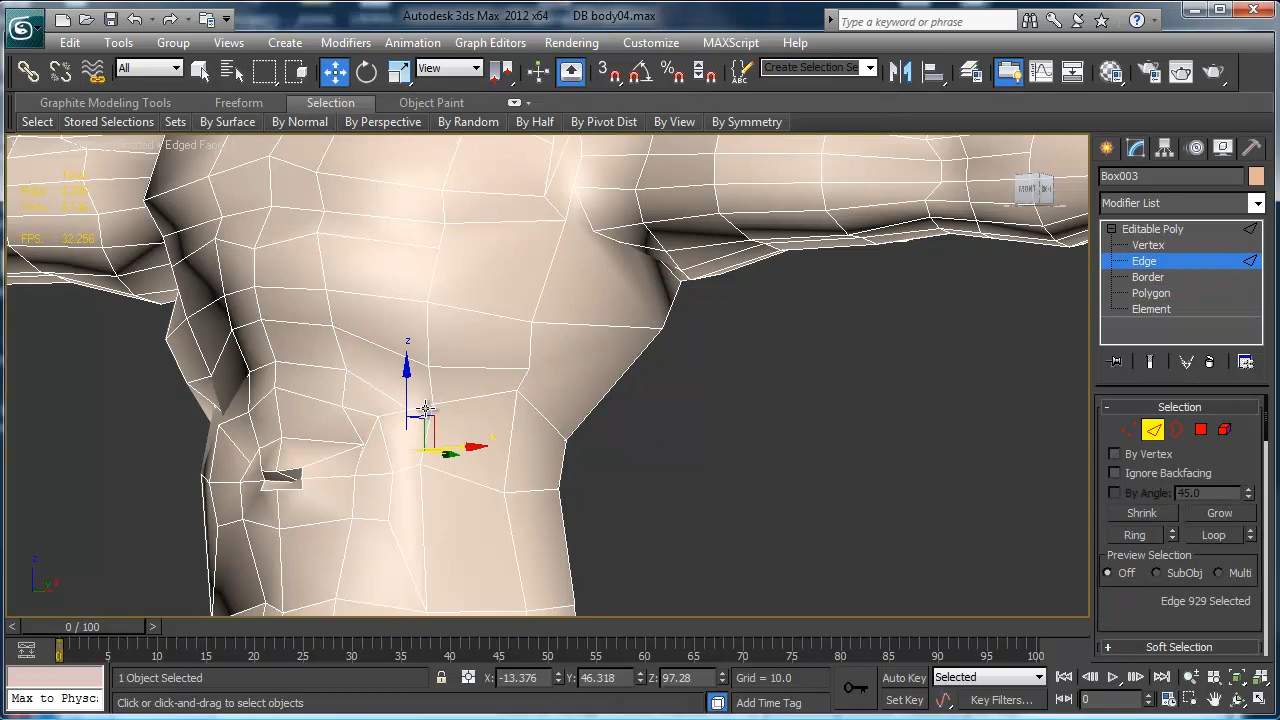 Autodesk 3ds Max 2012 x64 DB body04.max
Type a keyword or phrase
Edit Tools Group Views Create Modifiers Animation Graph Editors Rendering Customize MAXScript Help
All View Create Selection Se
Graphite Modeling Tools Freeform Selection Object Paint
Select Stored Selections Sets By Surface By Normal By Perspective By Random By Half By Pivot Dist By View By Symmetry
FPS: 32.256
FRONT
z
x
z
Box003
Modifier List
Editable Poly
Vertex
Edge
Border
Polygon
Element
Selection
By Vertex
Ignore Backfacing
By Angle: 45.0
Shrink Grow
Ring Loop
Preview Selection
Off SubObj Multi
Edge 929 Selected
Soft Selection
0 / 100
0 5 10 15 20 25 30 35 40 45 50 55 60 65 70 75 80 85 90 95 100
1 Object Selected X: -13.376 Y: 46.318 Z: 97.28 Grid = 10.0 Auto Key Selected
Max to Physc: Click or click-and-drag to select objects Add Time Tag Set Key Key Filters... 0